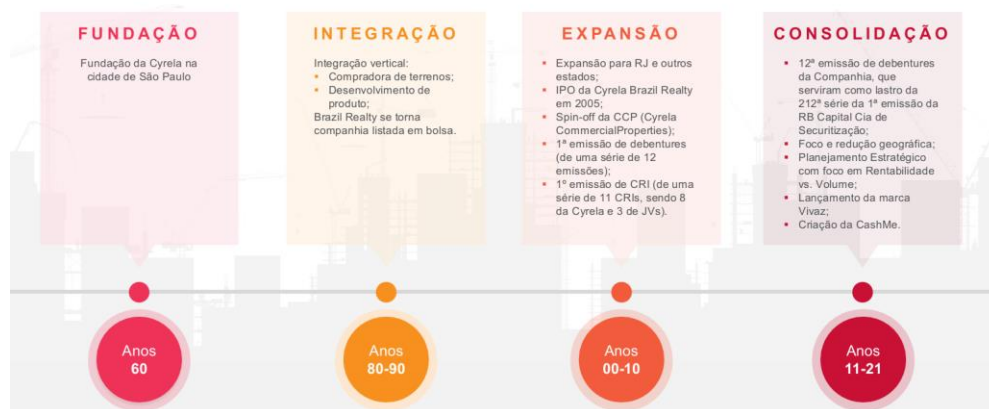 FUNDAÇÃO
Fundação da Cyrela na
cidade de São Paulo
Anos
60
INTEGRAÇÃO
Integração vertical:
▪ Compradora de terrenos;
▪ Desenvolvimento de
produto;
Brazil Realty se torna
companhia listada em bolsa.
Anos
80-90
EXPANSÃO
▪ Expansão para RJ e outros
estados;
▪ IPO da Cyrela Brazil Realty
em 2005;
▪ Spin-off da CCP (Cyrela
CommercialProperties);
▪ 1ª emissão de debentures
(de uma série de 12
emissões);
▪ 1º emissão de CRI (de uma
série de 11 CRIs, sendo 8
da Cyrela e 3 de JVs).
Anos
00-10
CONSOLIDAÇÃO
▪ 12ª emissão de debentures
da Companhia, que
serviram como lastro da
212ª série da 1ª emissão da
RB Capital Cia de
Securitização;
▪ Foco e redução geográfica;
▪ Planejamento Estratégico
com foco em Rentabilidade
vs. Volume;
▪ Lançamento da marca
Vivaz;
▪ Criação da CashMe.
Anos
11-21